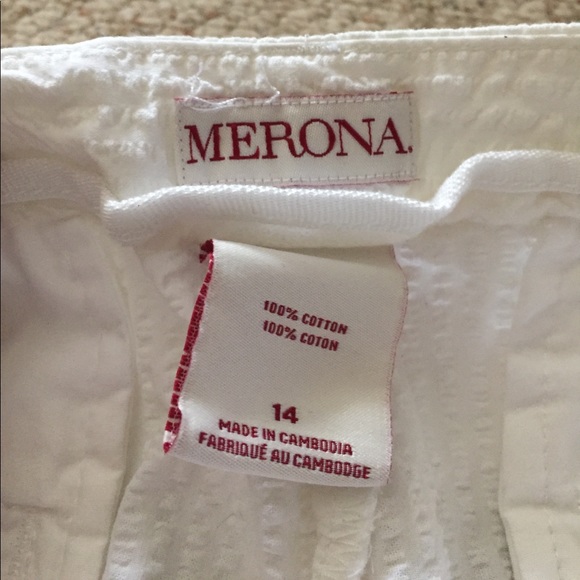 MERONA.
100% COTTON
100% COTON
14
MADE IN CAMBODIA
FABRIQUÉ AU CAMBODGE